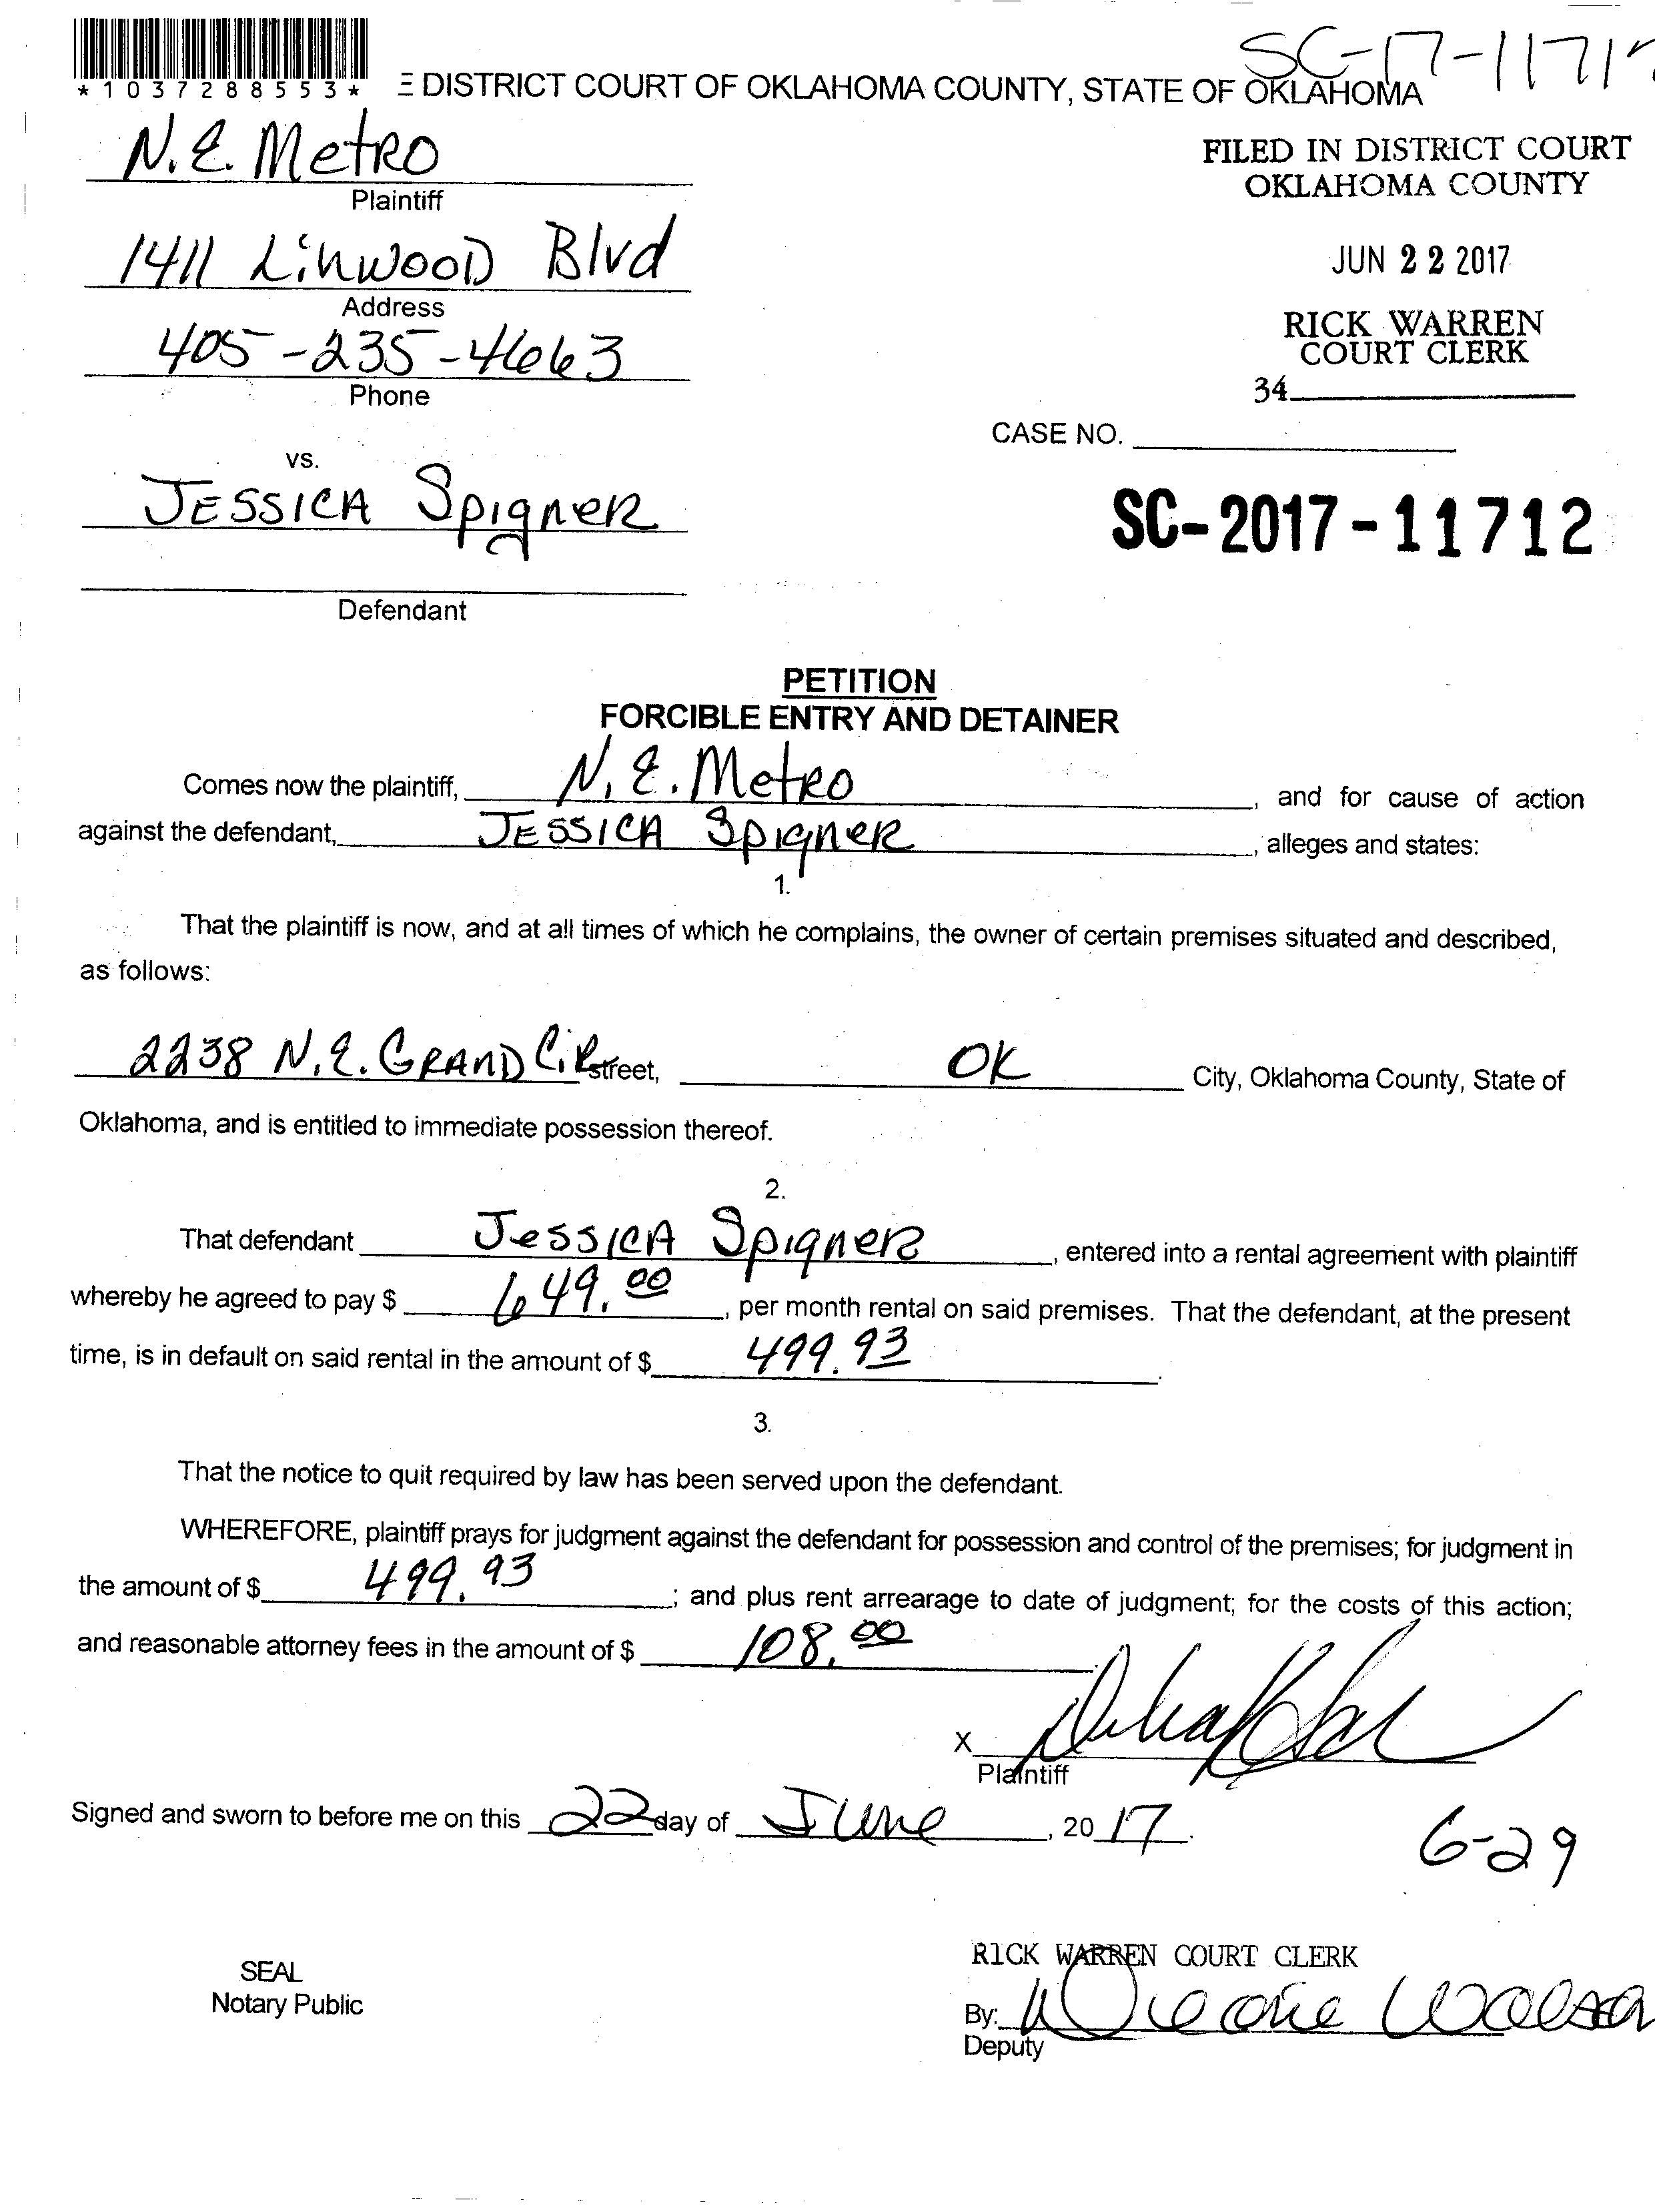 SC-17-1171
*1037288553*
DISTRICT COURT OF OKLAHOMA COUNTY, STATE OF OKLAHOMA
N.E. MetRO
Plaintiff
FILED IN DISTRICT COURT
OKLAHOMA COUNTY
1411 LinwooD Blvd
Address
JUN 22 2017
405-235-4663
Phone
RICK WARREN
COURT CLERK
34
CASE NO.
vs.
JESSICA SpigneR
SC-2017-11712
Defendant
PETITION
FORCIBLE ENTRY AND DETAINER
Comes now the plaintiff, N.E. MetRO, and for cause of action
against the defendant, JESSICA SpigneR, alleges and states:
1.
That the plaintiff is now, and at all times of which he complains, the owner of certain premises situated and described,
as follows:
2238 N.E. GRAND CiR Street, OK City, Oklahoma County, State of
Oklahoma, and is entitled to immediate possession thereof.
2.
That defendant JeSSICA SpigneR, entered into a rental agreement with plaintiff
whereby he agreed to pay $ 649.00, per month rental on said premises. That the defendant, at the present
time, is in default on said rental in the amount of $ 499.93.
3.
That the notice to quit required by law has been served upon the defendant.
WHEREFORE, plaintiff prays for judgment against the defendant for possession and control of the premises; for judgment in
the amount of $ 499.93; and plus rent arrearage to date of judgment; for the costs of this action;
and reasonable attorney fees in the amount of $ 108.00.
X
Plaintiff
Signed and sworn to before me on this 22 day of June, 2017.
6-29
RICK WARREN COURT CLERK
SEAL
Notary Public
By:
Deputy